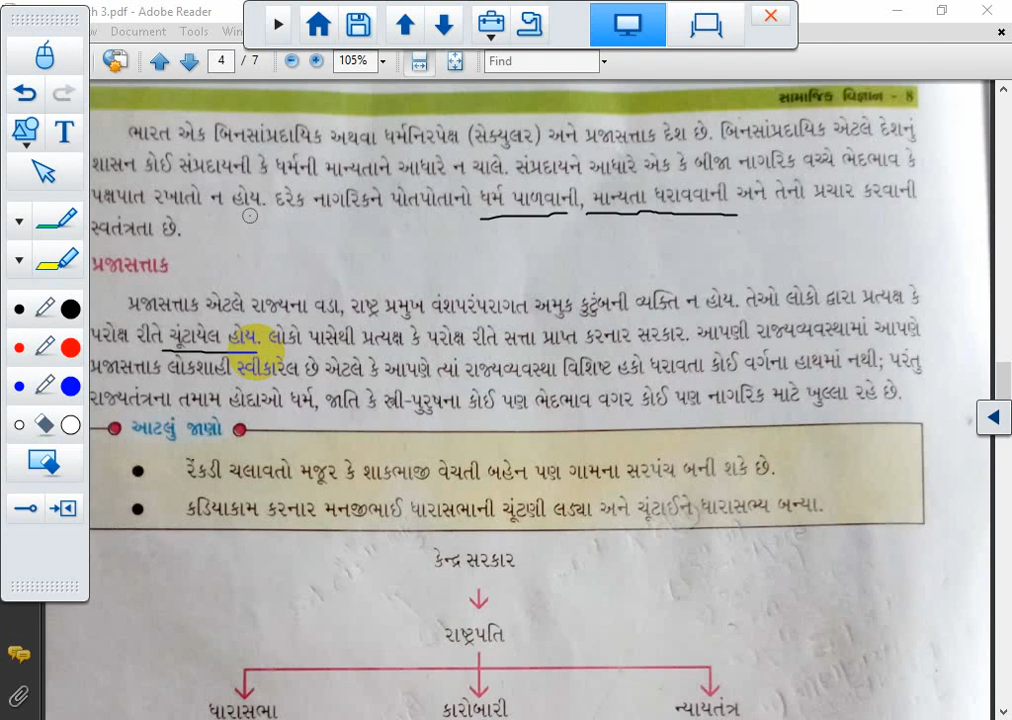 h 3.pdf - Adobe Reader
w Document Tools Win
4 / 7 105% Find
T
સામાજિક વિજ્ઞાન - 8
ભારત એક બિનસાંપ્રદાયિક અથવા ધર્મનિરપેક્ષ (સેક્યુલર) અને પ્રજાસત્તાક દેશ છે. બિનસાંપ્રદાયિક એટલે દેશનું
શાસન કોઈ સંપ્રદાયની કે ધર્મની માન્યતાને આધારે ન ચાલે. સંપ્રદાયને આધારે એક કે બીજા નાગરિક વચ્ચે ભેદભાવ કે
પક્ષપાત રખાતો ન હોય. દરેક નાગરિકને પોતપોતાનો ધર્મ પાળવાની, માન્યતા ધરાવવાની અને તેનો પ્રચાર કરવાની
સ્વતંત્રતા છે.
પ્રજાસત્તાક
પ્રજાસત્તાક એટલે રાજ્યના વડા, રાષ્ટ્ર પ્રમુખ વંશપરંપરાગત અમુક કુટુંબની વ્યક્તિ ન હોય. તેઓ લોકો દ્વારા પ્રત્યક્ષ કે
પરોક્ષ રીતે ચૂંટાયેલ હોય. લોકો પાસેથી પ્રત્યક્ષ કે પરોક્ષ રીતે સત્તા પ્રાપ્ત કરનાર સરકાર. આપણી રાજ્યવ્યવસ્થામાં આપણે
પ્રજાસત્તાક લોકશાહી સ્વીકારેલ છે એટલે કે આપણે ત્યાં રાજ્યવ્યવસ્થા વિશિષ્ટ હકો ધરાવતા કોઈ વર્ગના હાથમાં નથી; પરંતુ
રાજ્યતંત્રના તમામ હોદાઓ ધર્મ, જાતિ કે સ્ત્રી-પુરુષના કોઈ પણ ભેદભાવ વગર કોઈ પણ નાગરિક માટે ખુલ્લા રહે છે.
આટલું જાણો
● રેંકડી ચલાવતો મજૂર કે શાકભાજી વેચતી બહેન પણ ગામના સરપંચ બની શકે છે.
● કડિયાકામ કરનાર મનજીભાઈ ધારાસભાની ચૂંટણી લડ્યા અને ચૂંટાઈને ધારાસભ્ય બન્યા.
કેન્દ્ર સરકાર
રાષ્ટ્રપતિ
ધારાસભા કારોબારી ન્યાયતંત્ર